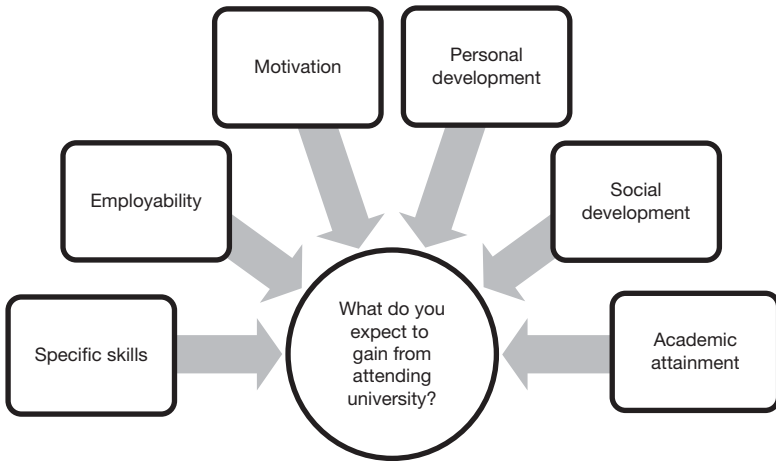 Motivation
Personal
development
Employability
Social
development
Specific skills
What do you
expect to
gain from
attending
university?
Academic
attainment